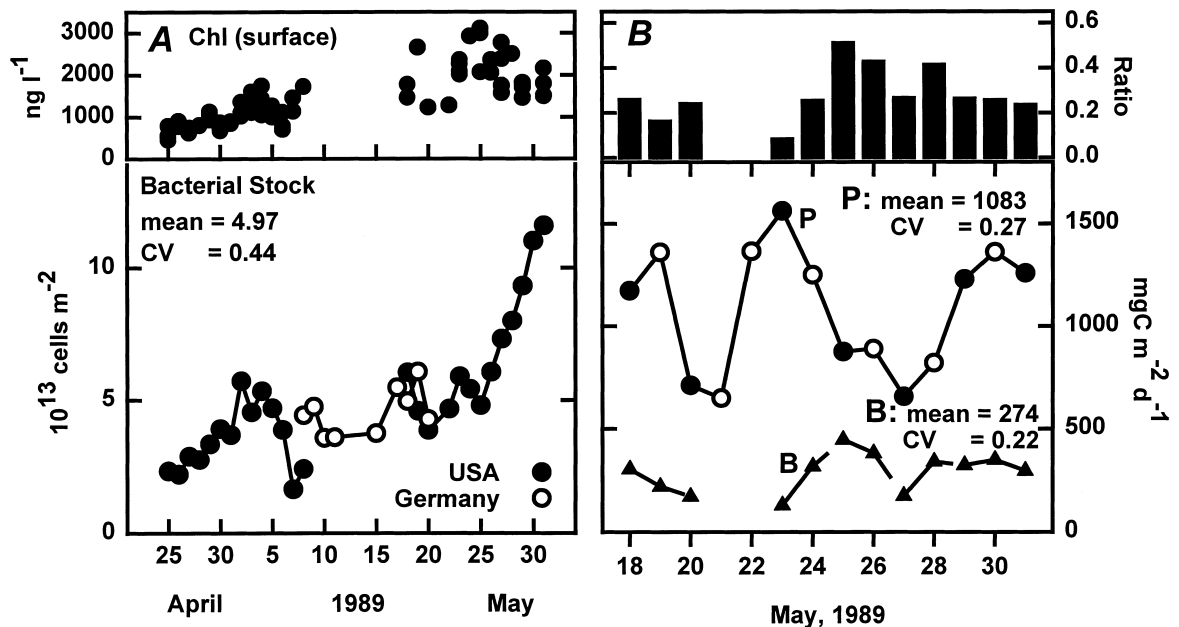 A Chl (surface)
3000
2000
1000
0
ng l-1
Bacterial Stock
mean = 4.97
CV = 0.44
10
5
0
10 13 cells m-2
USA
Germany
25 30 5 10 15 20 25 30
April 1989 May
B
0.6
0.4
0.2
0.0
Ratio
P: mean = 1083
CV = 0.27
P
1500
1000
500
0
mgC m-2 d-1
B: mean = 274
CV = 0.22
B
18 20 22 24 26 28 30
May, 1989